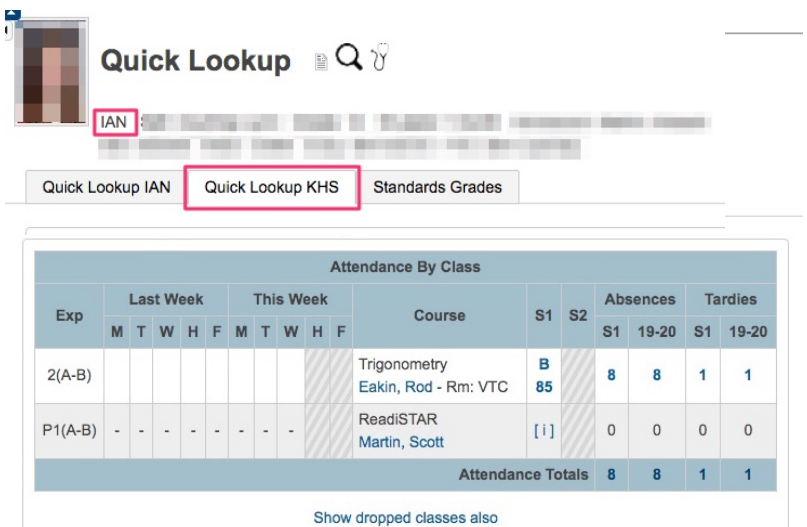 Quick Lookup
IAN
Quick Lookup IAN Quick Lookup KHS Standards Grades
Attendance By Class
Exp Last Week This Week Course S1 S2 Absences Tardies
M T W H F M T W H F S1 19-20 S1 19-20
2(A-B) Trigonometry B 8 8 1 1
Eakin, Rod - Rm: VTC 85
P1(A-B) - - - - - - - - ReadiSTAR [ i ] 0 0 0 0
Martin, Scott
Attendance Totals 8 8 1 1
Show dropped classes also